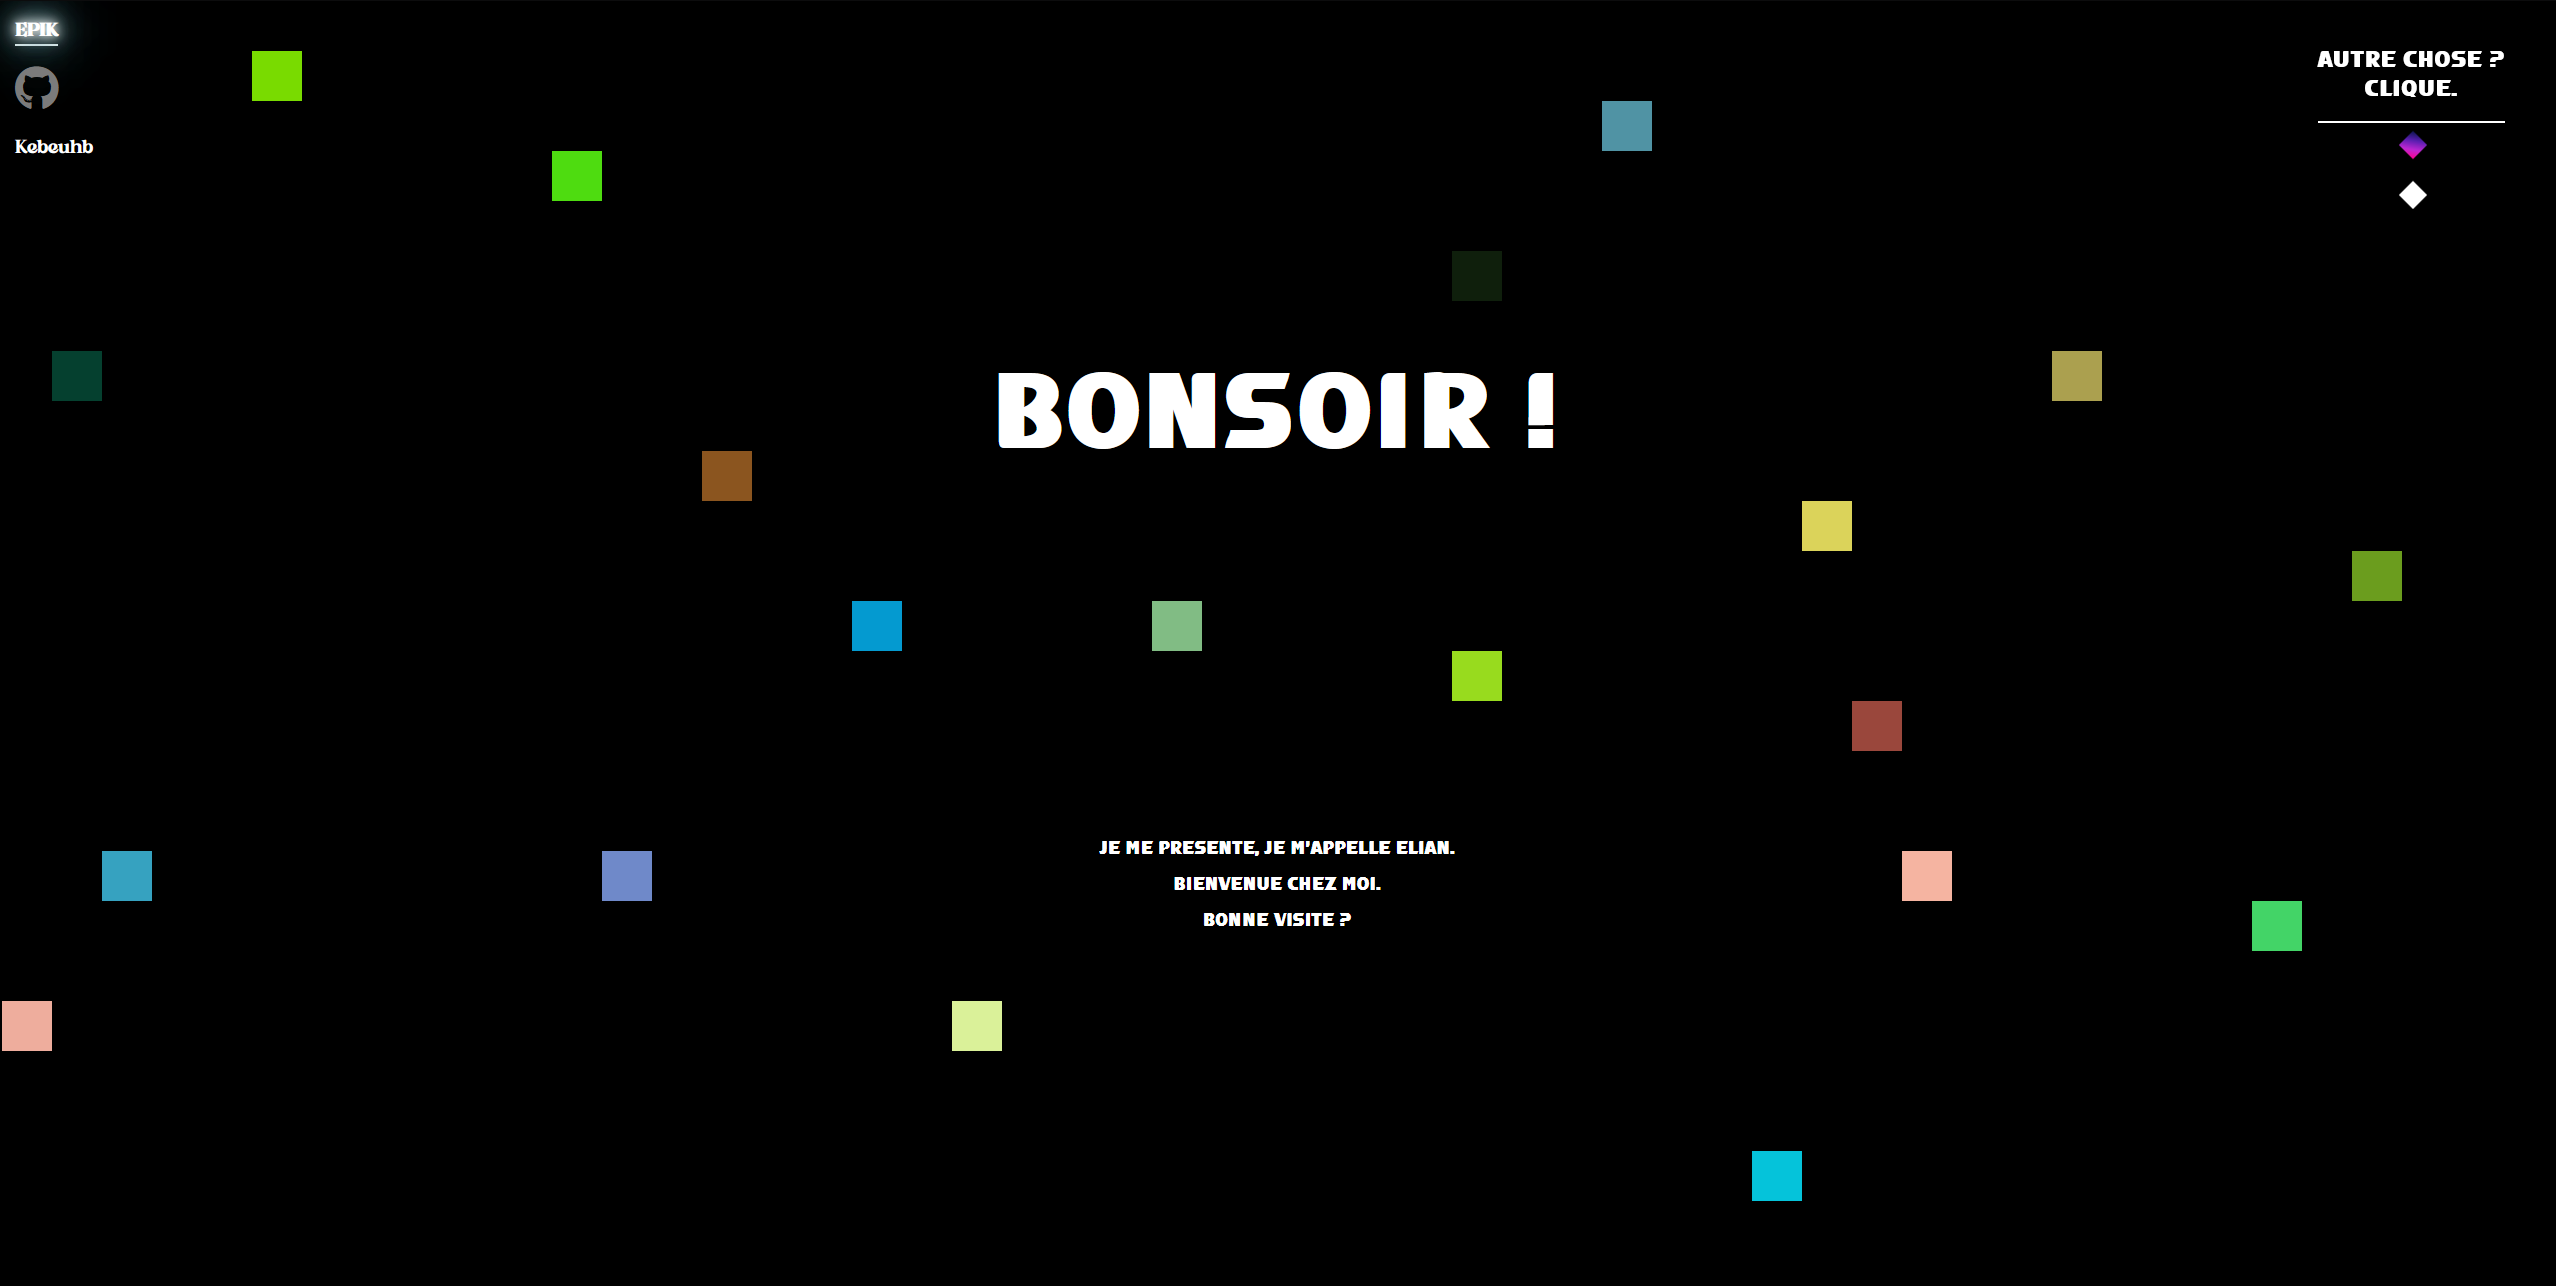 EPIK
Kebeuhb
AUTRE CHOSE ?
CLIQUE.
BONSOIR !
JE ME PRESENTE, JE M'APPELLE ELIAN.
BIENVENUE CHEZ MOI.
BONNE VISITE ?